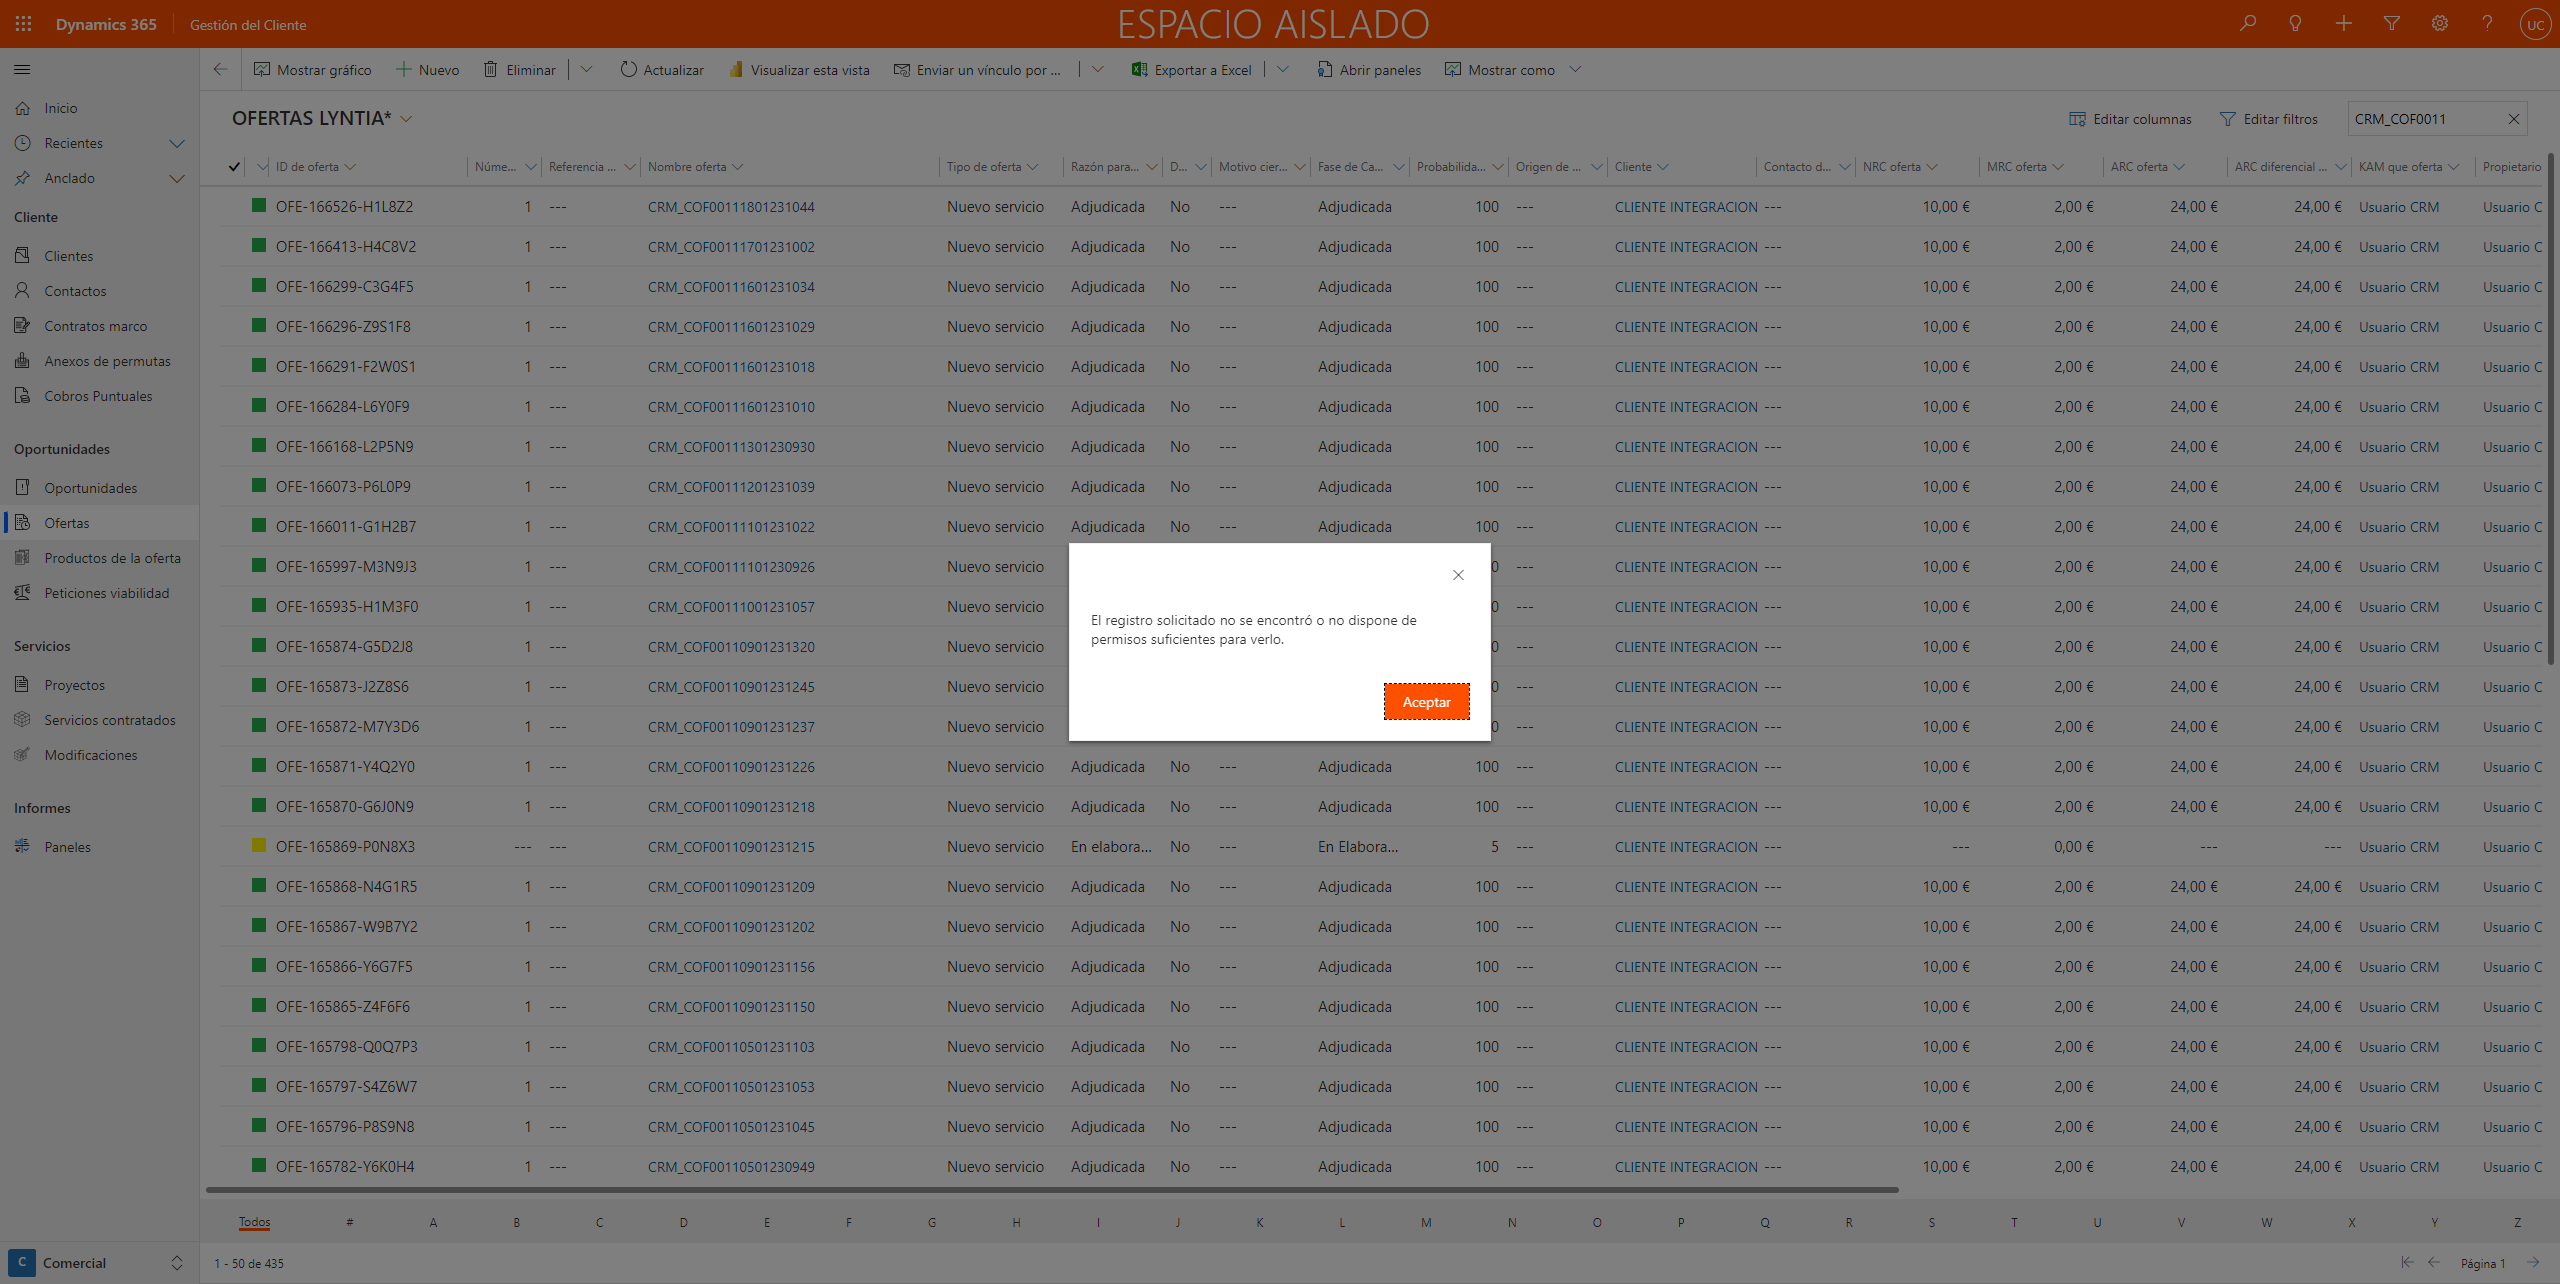 Dynamics 365 Gestión del Cliente ESPACIO AISLADO UC
Mostrar gráfico Nuevo Eliminar Actualizar Visualizar esta vista Enviar un vínculo por ... Exportar a Excel Abrir paneles Mostrar como
Inicio
Recientes
Anclado
Cliente
Clientes
Contactos
Contratos marco
Anexos de permutas
Cobros Puntuales
Oportunidades
Oportunidades
Ofertas
Productos de la oferta
Peticiones viabilidad
Servicios
Proyectos
Servicios contratados
Modificaciones
Informes
Paneles
C Comercial
OFERTAS LYNTIA* Editar columnas Editar filtros CRM_COF0011
ID de oferta Núme... Referencia ... Nombre oferta Tipo de oferta Razón para... D... Motivo cier... Fase de Ca... Probabilida... Origen de ... Cliente Contacto d... NRC oferta MRC oferta ARC oferta ARC diferencial ... KAM que oferta Propietario
OFE-166526-H1L8Z2 1 --- CRM_COF00111801231044 Nuevo servicio Adjudicada No --- Adjudicada 100 --- CLIENTE INTEGRACION --- 10,00 € 2,00 € 24,00 € 24,00 € Usuario CRM Usuario C
OFE-166413-H4C8V2 1 --- CRM_COF00111701231002 Nuevo servicio Adjudicada No --- Adjudicada 100 --- CLIENTE INTEGRACION --- 10,00 € 2,00 € 24,00 € 24,00 € Usuario CRM Usuario C
OFE-166299-C3G4F5 1 --- CRM_COF00111601231034 Nuevo servicio Adjudicada No --- Adjudicada 100 --- CLIENTE INTEGRACION --- 10,00 € 2,00 € 24,00 € 24,00 € Usuario CRM Usuario C
OFE-166296-Z9S1F8 1 --- CRM_COF00111601231029 Nuevo servicio Adjudicada No --- Adjudicada 100 --- CLIENTE INTEGRACION --- 10,00 € 2,00 € 24,00 € 24,00 € Usuario CRM Usuario C
OFE-166291-F2W0S1 1 --- CRM_COF00111601231018 Nuevo servicio Adjudicada No --- Adjudicada 100 --- CLIENTE INTEGRACION --- 10,00 € 2,00 € 24,00 € 24,00 € Usuario CRM Usuario C
OFE-166284-L6Y0F9 1 --- CRM_COF00111601231010 Nuevo servicio Adjudicada No --- Adjudicada 100 --- CLIENTE INTEGRACION --- 10,00 € 2,00 € 24,00 € 24,00 € Usuario CRM Usuario C
OFE-166168-L2P5N9 1 --- CRM_COF00111301230930 Nuevo servicio Adjudicada No --- Adjudicada 100 --- CLIENTE INTEGRACION --- 10,00 € 2,00 € 24,00 € 24,00 € Usuario CRM Usuario C
OFE-166073-P6L0P9 1 --- CRM_COF00111201231039 Nuevo servicio Adjudicada No --- Adjudicada 100 --- CLIENTE INTEGRACION --- 10,00 € 2,00 € 24,00 € 24,00 € Usuario CRM Usuario C
OFE-166011-G1H2B7 1 --- CRM_COF00111101231022 Nuevo servicio Adjudicada No --- Adjudicada 100 --- CLIENTE INTEGRACION --- 10,00 € 2,00 € 24,00 € 24,00 € Usuario CRM Usuario C
OFE-165997-M3N9J3 1 --- CRM_COF00111101230926 Nuevo servicio 0 --- CLIENTE INTEGRACION --- 10,00 € 2,00 € 24,00 € 24,00 € Usuario CRM Usuario C
OFE-165935-H1M3F0 1 --- CRM_COF00111001231057 Nuevo servicio 0 --- CLIENTE INTEGRACION --- 10,00 € 2,00 € 24,00 € 24,00 € Usuario CRM Usuario C
OFE-165874-G5D2J8 1 --- CRM_COF00110901231320 Nuevo servicio 0 --- CLIENTE INTEGRACION --- 10,00 € 2,00 € 24,00 € 24,00 € Usuario CRM Usuario C
OFE-165873-J2Z8S6 1 --- CRM_COF00110901231245 Nuevo servicio 0 --- CLIENTE INTEGRACION --- 10,00 € 2,00 € 24,00 € 24,00 € Usuario CRM Usuario C
OFE-165872-M7Y3D6 1 --- CRM_COF00110901231237 Nuevo servicio 0 --- CLIENTE INTEGRACION --- 10,00 € 2,00 € 24,00 € 24,00 € Usuario CRM Usuario C
OFE-165871-Y4Q2Y0 1 --- CRM_COF00110901231226 Nuevo servicio Adjudicada No --- Adjudicada 100 --- CLIENTE INTEGRACION --- 10,00 € 2,00 € 24,00 € 24,00 € Usuario CRM Usuario C
OFE-165870-G6J0N9 1 --- CRM_COF00110901231218 Nuevo servicio Adjudicada No --- Adjudicada 100 --- CLIENTE INTEGRACION --- 10,00 € 2,00 € 24,00 € 24,00 € Usuario CRM Usuario C
OFE-165869-P0N8X3 --- --- CRM_COF00110901231215 Nuevo servicio En elabora... No --- En Elabora... 5 --- CLIENTE INTEGRACION --- --- 0,00 € --- --- Usuario CRM Usuario C
OFE-165868-N4G1R5 1 --- CRM_COF00110901231209 Nuevo servicio Adjudicada No --- Adjudicada 100 --- CLIENTE INTEGRACION --- 10,00 € 2,00 € 24,00 € 24,00 € Usuario CRM Usuario C
OFE-165867-W9B7Y2 1 --- CRM_COF00110901231202 Nuevo servicio Adjudicada No --- Adjudicada 100 --- CLIENTE INTEGRACION --- 10,00 € 2,00 € 24,00 € 24,00 € Usuario CRM Usuario C
OFE-165866-Y6G7F5 1 --- CRM_COF00110901231156 Nuevo servicio Adjudicada No --- Adjudicada 100 --- CLIENTE INTEGRACION --- 10,00 € 2,00 € 24,00 € 24,00 € Usuario CRM Usuario C
OFE-165865-Z4F6F6 1 --- CRM_COF00110901231150 Nuevo servicio Adjudicada No --- Adjudicada 100 --- CLIENTE INTEGRACION --- 10,00 € 2,00 € 24,00 € 24,00 € Usuario CRM Usuario C
OFE-165798-Q0Q7P3 1 --- CRM_COF00110501231103 Nuevo servicio Adjudicada No --- Adjudicada 100 --- CLIENTE INTEGRACION --- 10,00 € 2,00 € 24,00 € 24,00 € Usuario CRM Usuario C
OFE-165797-S4Z6W7 1 --- CRM_COF00110501231053 Nuevo servicio Adjudicada No --- Adjudicada 100 --- CLIENTE INTEGRACION --- 10,00 € 2,00 € 24,00 € 24,00 € Usuario CRM Usuario C
OFE-165796-P8S9N8 1 --- CRM_COF00110501231045 Nuevo servicio Adjudicada No --- Adjudicada 100 --- CLIENTE INTEGRACION --- 10,00 € 2,00 € 24,00 € 24,00 € Usuario CRM Usuario C
OFE-165782-Y6K0H4 1 --- CRM_COF00110501230949 Nuevo servicio Adjudicada No --- Adjudicada 100 --- CLIENTE INTEGRACION --- 10,00 € 2,00 € 24,00 € 24,00 € Usuario CRM Usuario C
El registro solicitado no se encontró o no dispone de
permisos suficientes para verlo.
Aceptar
Todos # A B C D E F G H I J K L M N O P Q R S T U V W X Y Z
1 - 50 de 435 Página 1